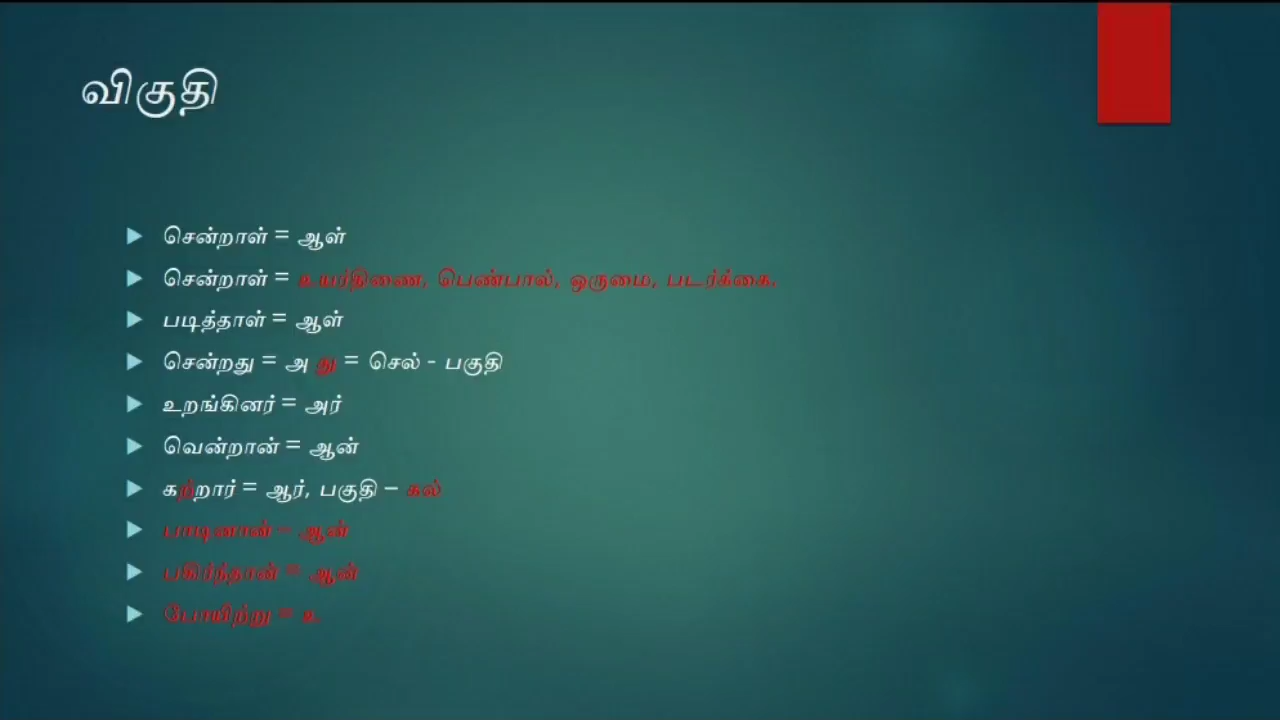 விகுதி
சென்றாள் = ஆள்
சென்றாள் = உயர்திணை, பெண்பால், ஒருமை, படர்க்கை.
படித்தாள் = ஆள்
சென்றது = அ து = செல் - பகுதி
உறங்கினர் = அர்
வென்றான் = ஆன்
கற்றார் = ஆர், பகுதி – கல்
பாடினான் – ஆன்
பகிர்ந்தான் = ஆன்
போயிற்று = உ